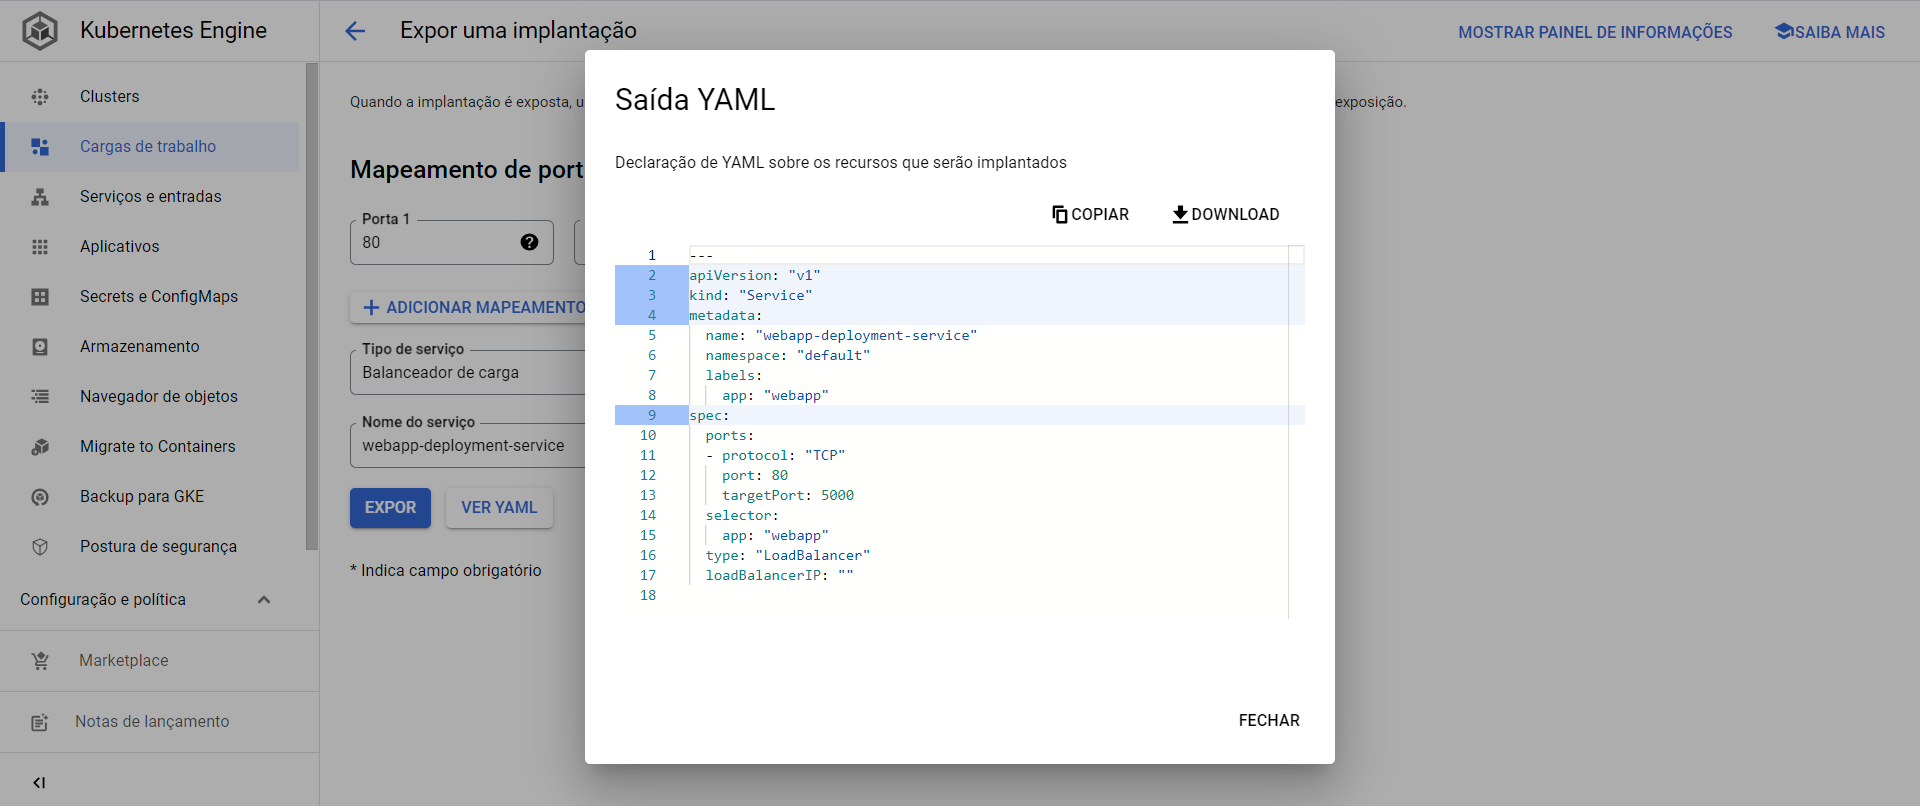 Kubernetes Engine
Expor uma implantação
MOSTRAR PAINEL DE INFORMAÇÕES
SAIBA MAIS
Clusters
Cargas de trabalho
Serviços e entradas
Aplicativos
Secrets e ConfigMaps
Armazenamento
Navegador de objetos
Migrate to Containers
Backup para GKE
Postura de segurança
Configuração e política
Marketplace
Notas de lançamento
Quando a implantação é exposta, u
exposição.
Mapeamento de port
Porta 1
80
ADICIONAR MAPEAMENTO
Tipo de serviço
Balanceador de carga
Nome do serviço
webapp-deployment-service
EXPOR
VER YAML
* Indica campo obrigatório
Saída YAML
Declaração de YAML sobre os recursos que serão implantados
COPIAR
DOWNLOAD
1 ---
2 apiVersion: "v1"
3 kind: "Service"
4 metadata:
5 name: "webapp-deployment-service"
6 namespace: "default"
7 labels:
8 app: "webapp"
9 spec:
10 ports:
11 - protocol: "TCP"
12 port: 80
13 targetPort: 5000
14 selector:
15 app: "webapp"
16 type: "LoadBalancer"
17 loadBalancerIP: ""
18
FECHAR